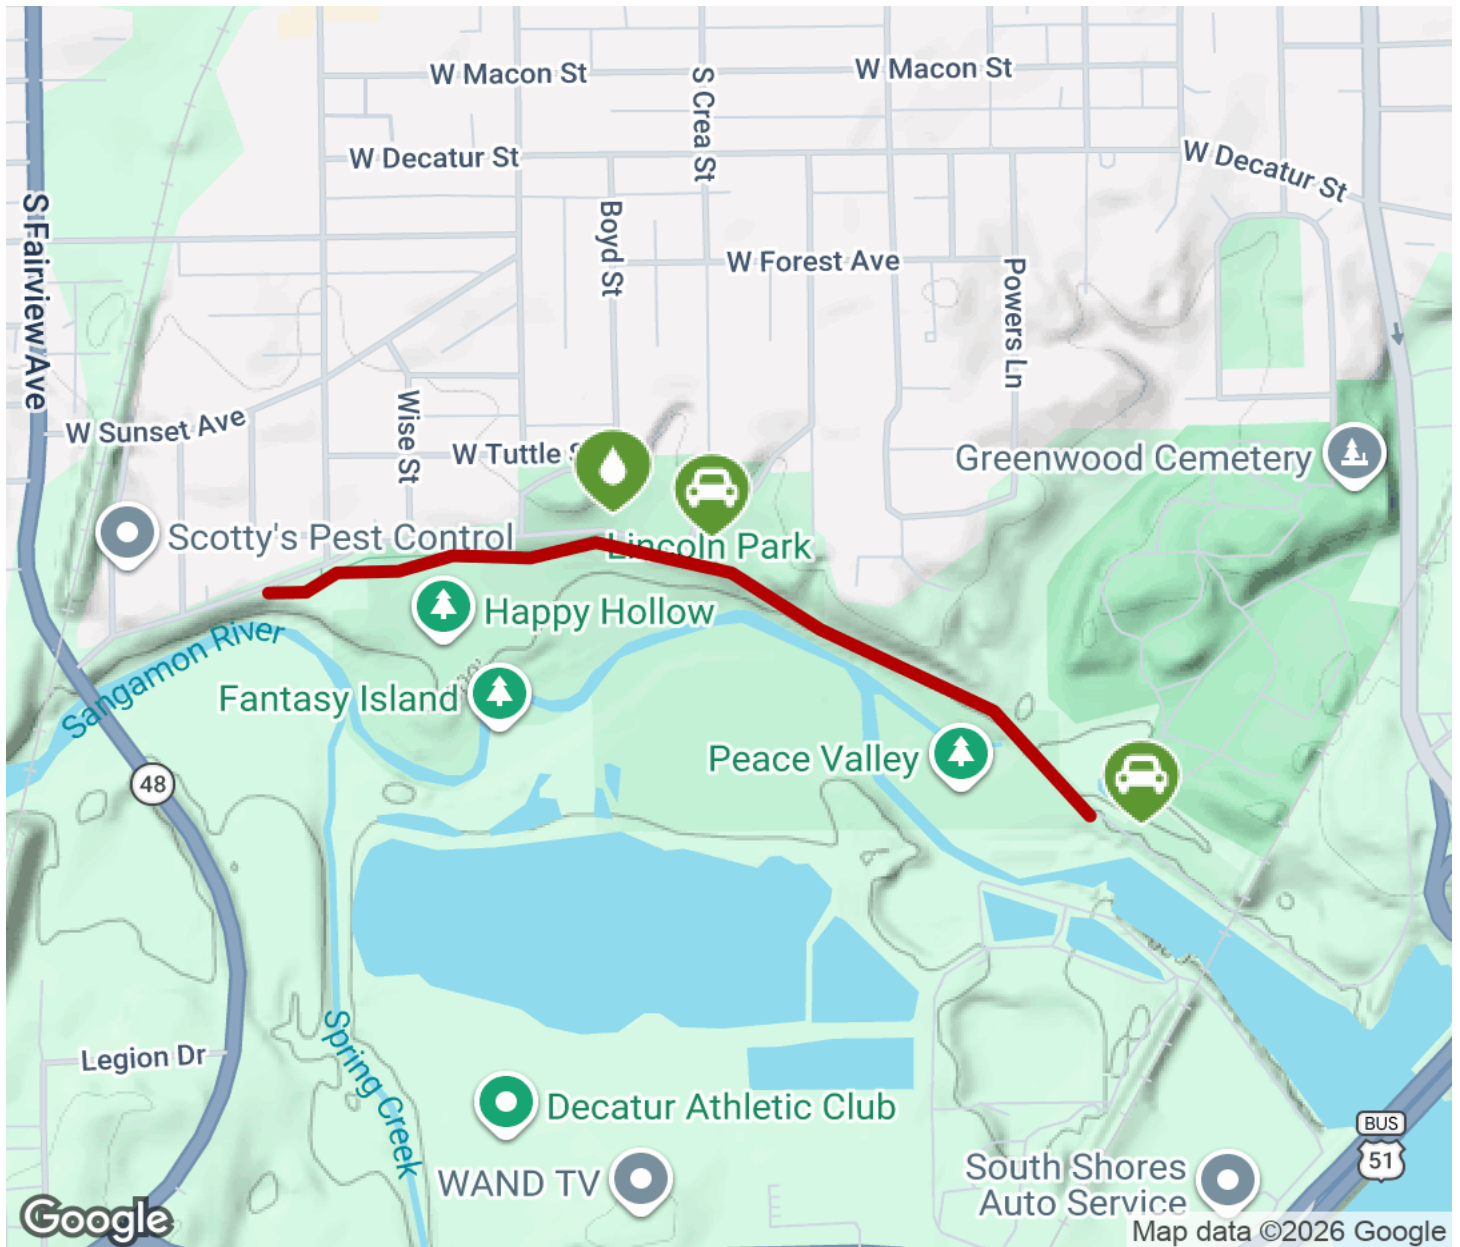 W Macon St
W Macon St
S Crea St
W Decatur St
W Decatur St
S Fairview Ave
Boyd St
W Forest Ave
Powers Ln
W Sunset Ave
Wise St
W Tuttle S
Greenwood Cemetery
Scotty's Pest Control
Lincoln Park
Happy Hollow
Sangamon River
Fantasy Island
Peace Valley
48
Spring Creek
Legion Dr
Decatur Athletic Club
BUS
51
WAND TV
South Shores
Auto Service
Google
Map data ©2026 Google